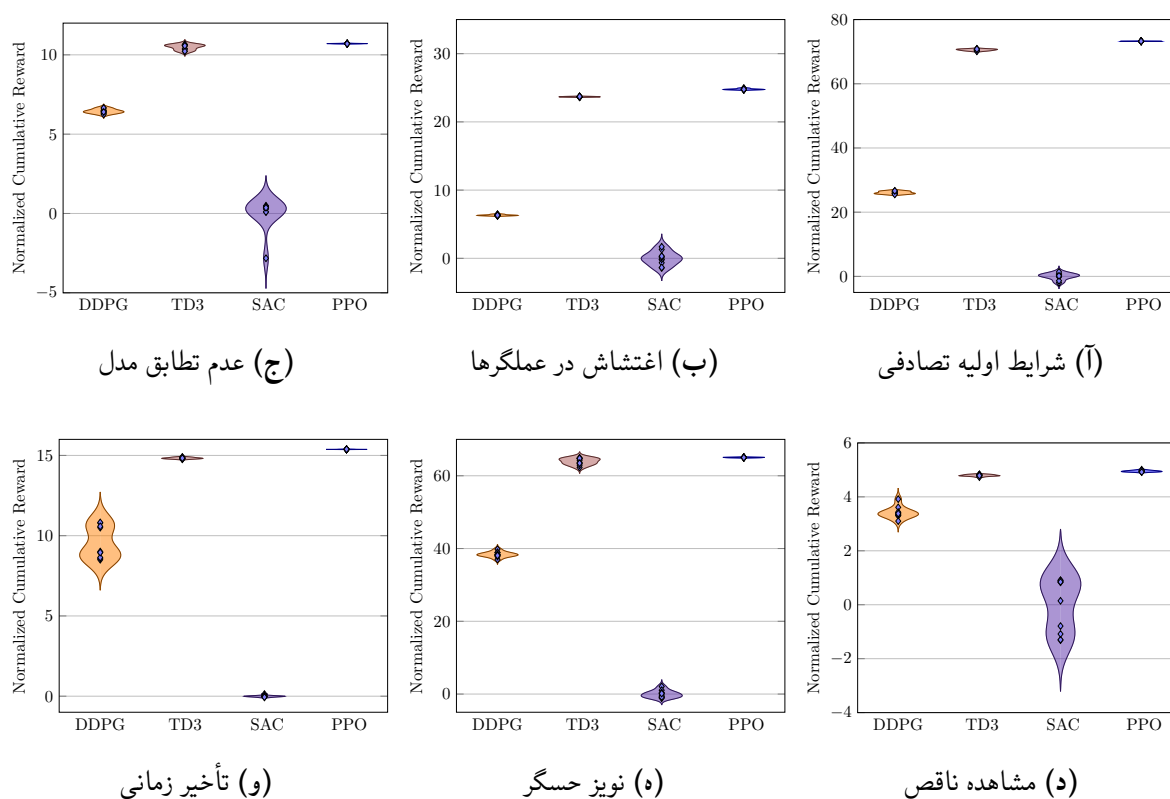 Normalized Cumulative Reward
10
5
0
−5
DDPG TD3 SAC PPO
(ج) عدم تطابق مدل
Normalized Cumulative Reward
30
20
10
0
DDPG TD3 SAC PPO
(ب) اغتشاش در عملگرها
Normalized Cumulative Reward
80
60
40
20
0
DDPG TD3 SAC PPO
(آ) شرایط اولیه تصادفی
Normalized Cumulative Reward
15
10
5
0
DDPG TD3 SAC PPO
(و) تأخیر زمانی
Normalized Cumulative Reward
60
40
20
0
DDPG TD3 SAC PPO
(ه) نویز حسگر
Normalized Cumulative Reward
6
4
2
0
−2
−4
DDPG TD3 SAC PPO
(د) مشاهده ناقص